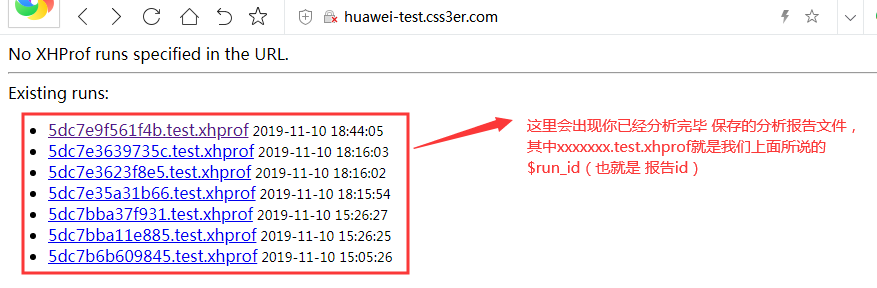 huawei-test.css3er.com
No XHProf runs specified in the URL.
Existing runs:
5dc7e9f561f4b.test.xhprof 2019-11-10 18:44:05
5dc7e3639735c.test.xhprof 2019-11-10 18:16:03
5dc7e3623f8e5.test.xhprof 2019-11-10 18:16:02
5dc7e35a31b66.test.xhprof 2019-11-10 18:15:54
5dc7bba37f931.test.xhprof 2019-11-10 15:26:27
5dc7bba11e885.test.xhprof 2019-11-10 15:26:25
5dc7b6b609845.test.xhprof 2019-11-10 15:05:26
这里会出现你已经分析完毕 保存的分析报告文件，
其中xxxxxxx.test.xhprof就是我们上面所说的
$run_id（也就是 报告id）